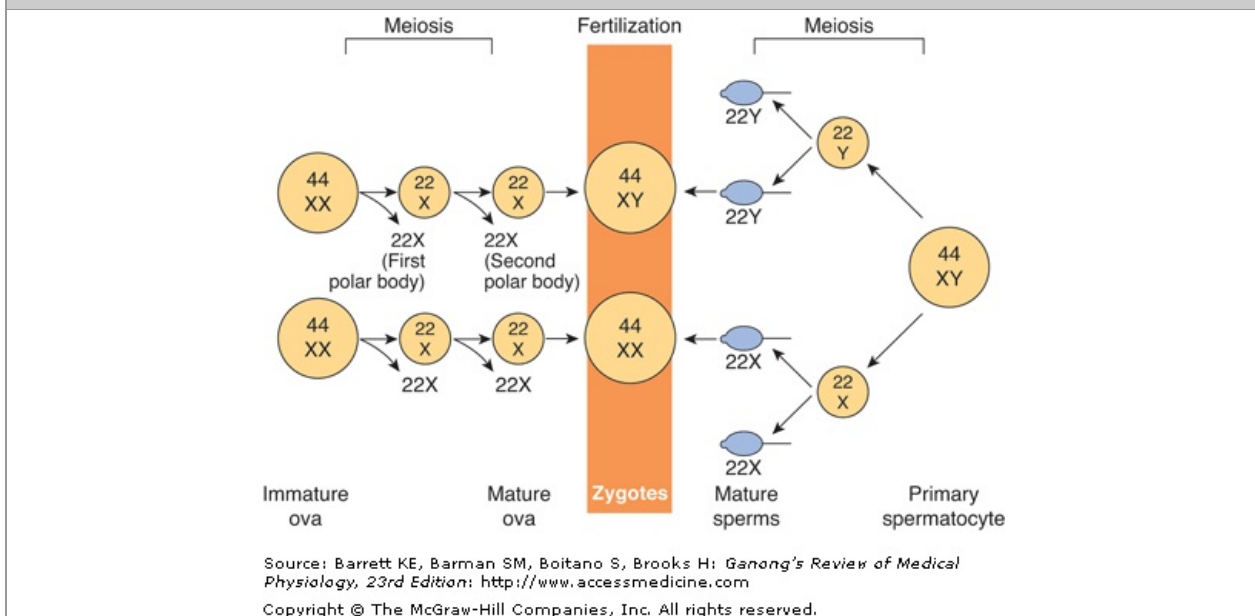 Meiosis
Fertilization
Meiosis
22Y
22
Y
44
XX
22
X
22
X
44
XY
22Y
22X
(First
polar body)
22X
(Second
polar body)
44
XY
44
XX
22
X
22
X
44
XX
22X
22X
22X
22
X
22X
Immature
ova
Mature
ova
Zygotes
Mature
sperms
Primary
spermatocyte
Source: Barrett KE, Barman SM, Boitano S, Brooks H: Ganong's Review of Medical
Physiology, 23rd Edition: http://www.accessmedicine.com
Copyright © The McGraw-Hill Companies, Inc. All rights reserved.